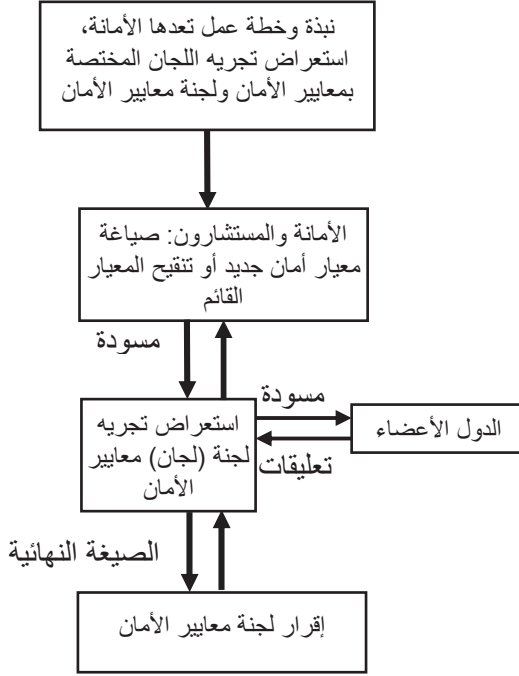 نبذة وخطة عمل تعدها الأمانة،
استعراض تجريه اللجان المختصة
بمعايير الأمان ولجنة معايير الأمان
الأمانة والمستشارون: صياغة
معيار أمان جديد أو تنقيح المعيار
القائم
مسودة
استعراض تجريه
لجنة (لجان) معايير
الأمان
مسودة
تعليقات
الدول الأعضاء
الصيغة النهائية
إقرار لجنة معايير الأمان